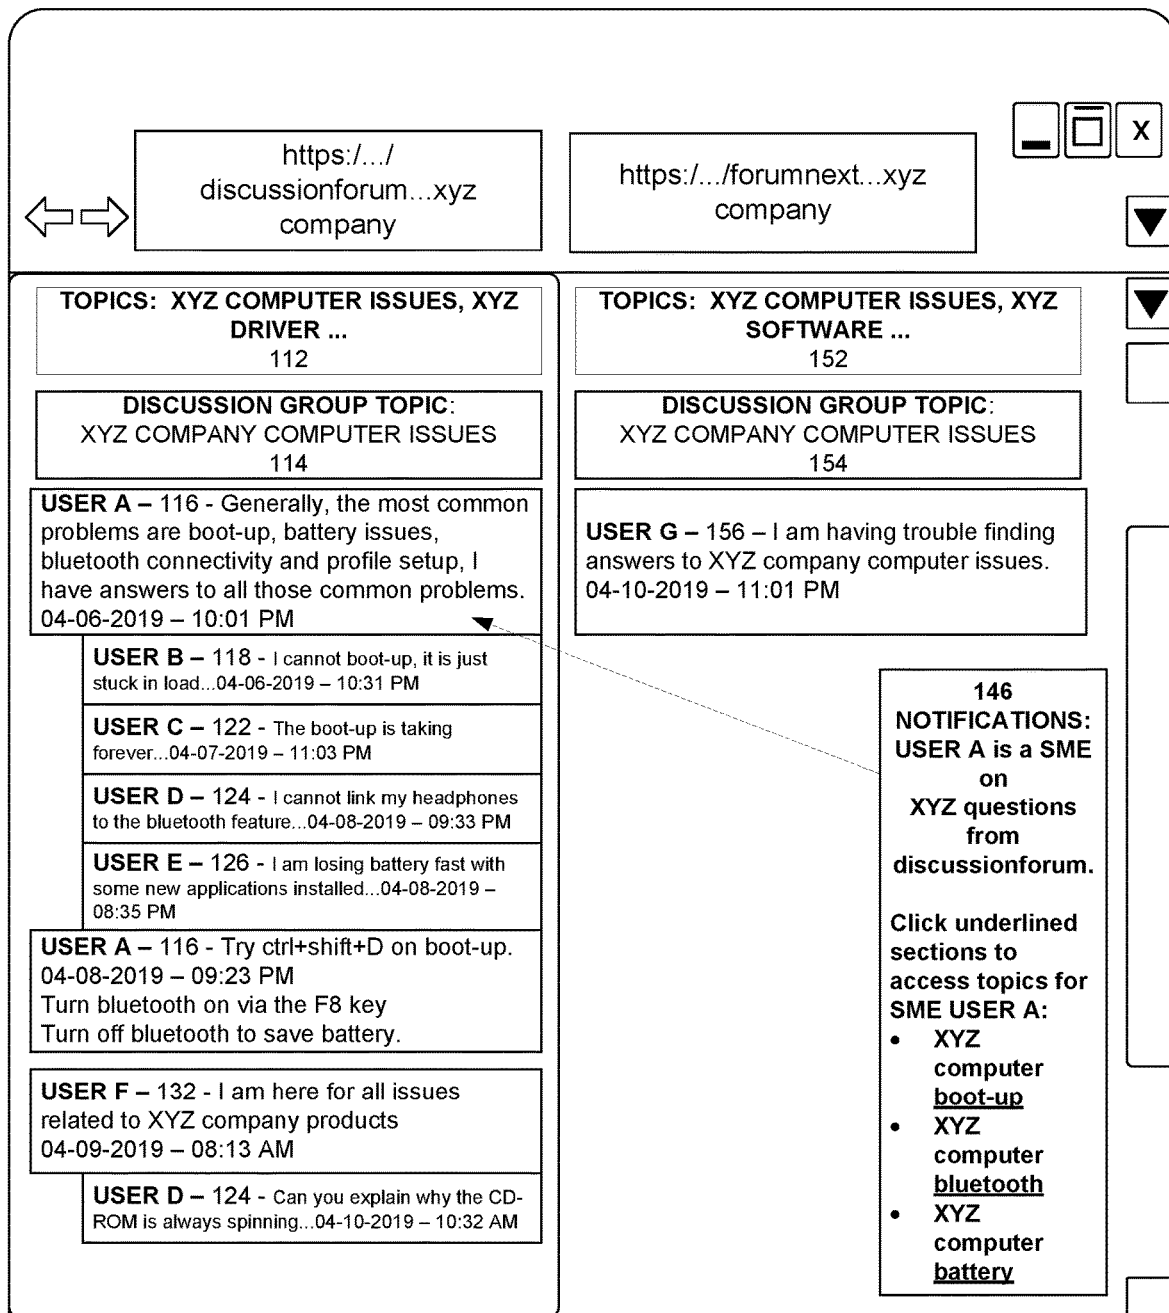 X
https:/.../
discussionforum...xyz
company
https:/.../forumnext...xyz
company
TOPICS:  XYZ COMPUTER ISSUES, XYZ
DRIVER ...
112
DISCUSSION GROUP TOPIC:
XYZ COMPANY COMPUTER ISSUES
114
USER A – 116 - Generally, the most common
problems are boot-up, battery issues,
bluetooth connectivity and profile setup, I
have answers to all those common problems.
04-06-2019 – 10:01 PM
USER B – 118 - I cannot boot-up, it is just
stuck in load...04-06-2019 – 10:31 PM
USER C – 122 - The boot-up is taking
forever...04-07-2019 – 11:03 PM
USER D – 124 - I cannot link my headphones
to the bluetooth feature...04-08-2019 – 09:33 PM
USER E – 126 - I am losing battery fast with
some new applications installed...04-08-2019 –
08:35 PM
USER A – 116 - Try ctrl+shift+D on boot-up.
04-08-2019 – 09:23 PM
Turn bluetooth on via the F8 key
Turn off bluetooth to save battery.
USER F – 132 - I am here for all issues
related to XYZ company products
04-09-2019 – 08:13 AM
USER D – 124 - Can you explain why the CD-
ROM is always spinning...04-10-2019 – 10:32 AM
TOPICS:  XYZ COMPUTER ISSUES, XYZ
SOFTWARE ...
152
DISCUSSION GROUP TOPIC:
XYZ COMPANY COMPUTER ISSUES
154
USER G – 156 – I am having trouble finding
answers to XYZ company computer issues.
04-10-2019 – 11:01 PM
146
NOTIFICATIONS:
USER A is a SME
on
XYZ questions
from
discussionforum.
Click underlined
sections to
access topics for
SME USER A:
• XYZ
computer
boot-up
• XYZ
computer
bluetooth
• XYZ
computer
battery